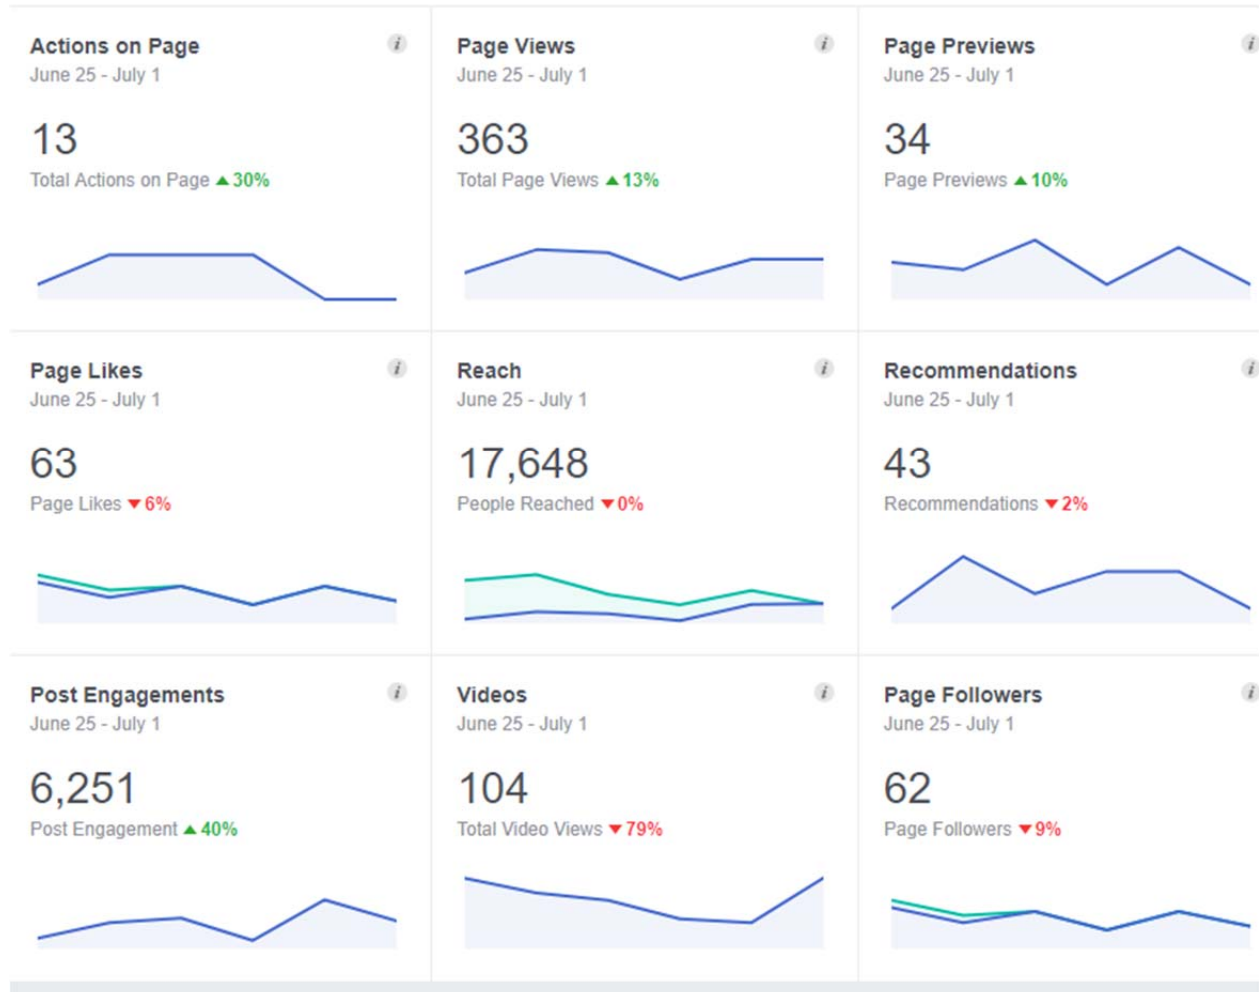 Actions on Page
June 25 - July 1
13
Total Actions on Page ▲30%
Page Views
June 25 - July 1
363
Total Page Views ▲13%
Page Previews
June 25 - July 1
34
Page Previews ▲10%
Page Likes
June 25 - July 1
63
Page Likes ▼6%
Reach
June 25 - July 1
17,648
People Reached ▼0%
Recommendations
June 25 - July 1
43
Recommendations ▼2%
Post Engagements
June 25 - July 1
6,251
Post Engagement ▲40%
Videos
June 25 - July 1
104
Total Video Views ▼79%
Page Followers
June 25 - July 1
62
Page Followers ▼9%